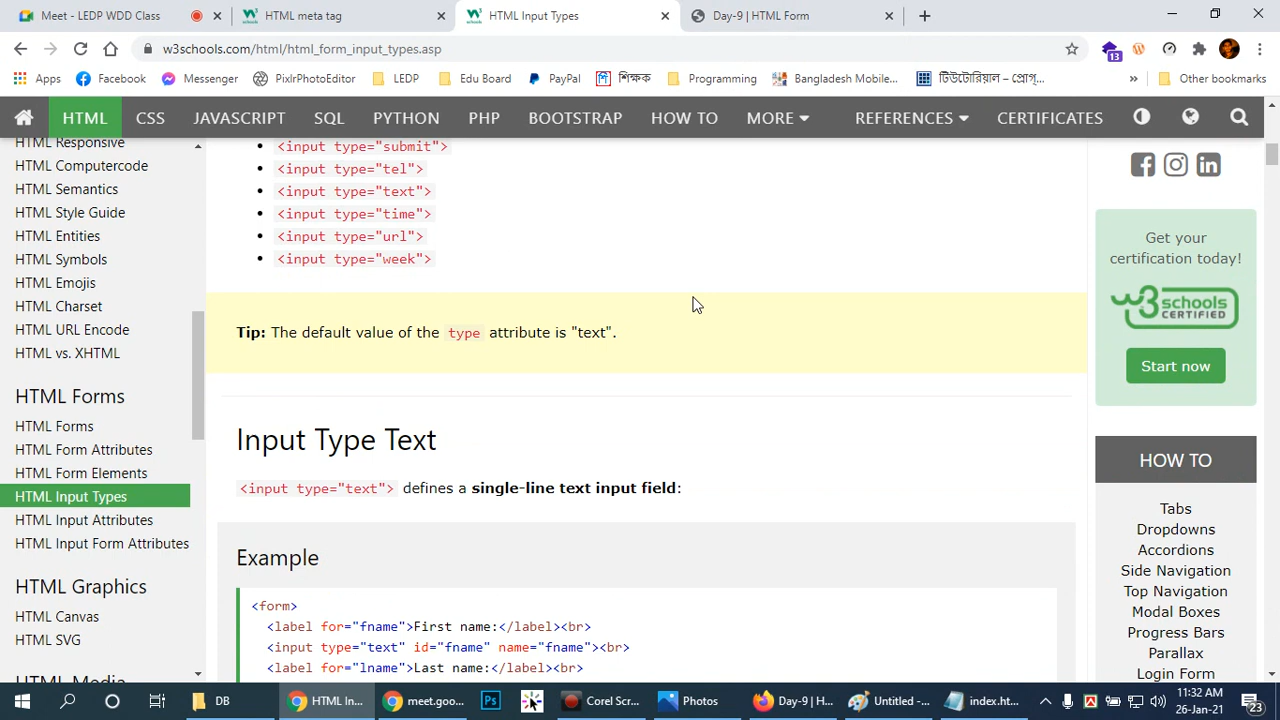 Meet - LEDP WDD Class
HTML meta tag
HTML Input Types
Day-9 | HTML Form
w3schools.com/html/html_form_input_types.asp
13
Apps
Facebook
Messenger
PixlrPhotoEditor
LEDP
Edu Board
PayPal
শিক্ষক
Programming
Bangladesh Mobile...
টিউটোরিয়াল – প্রোগ্...
»
Other bookmarks
HTML
CSS
JAVASCRIPT
SQL
PYTHON
PHP
BOOTSTRAP
HOW TO
MORE
REFERENCES
CERTIFICATES
HTML Responsive
HTML Computercode
HTML Semantics
HTML Style Guide
HTML Entities
HTML Symbols
HTML Emojis
HTML Charset
HTML URL Encode
HTML vs. XHTML
HTML Forms
HTML Forms
HTML Form Attributes
HTML Form Elements
HTML Input Types
HTML Input Attributes
HTML Input Form Attributes
HTML Graphics
HTML Canvas
HTML SVG
HTML Media
<input type="submit">
<input type="tel">
<input type="text">
<input type="time">
<input type="url">
<input type="week">
Tip: The default value of the type attribute is "text".
Input Type Text
<input type="text"> defines a single-line text input field:
Example
<form>
<label for="fname">First name:</label><br>
<input type="text" id="fname" name="fname"><br>
<label for="lname">Last name:</label><br>
Get your
certification today!
w3schools
CERTIFIED
Start now
HOW TO
Tabs
Dropdowns
Accordions
Side Navigation
Top Navigation
Modal Boxes
Progress Bars
Parallax
Login Form
DB
HTML In...
meet.goo...
Ps
Corel Scr...
Photos
Day-9 | H...
Untitled -...
index.ht...
11:32 AM
26-Jan-21
23